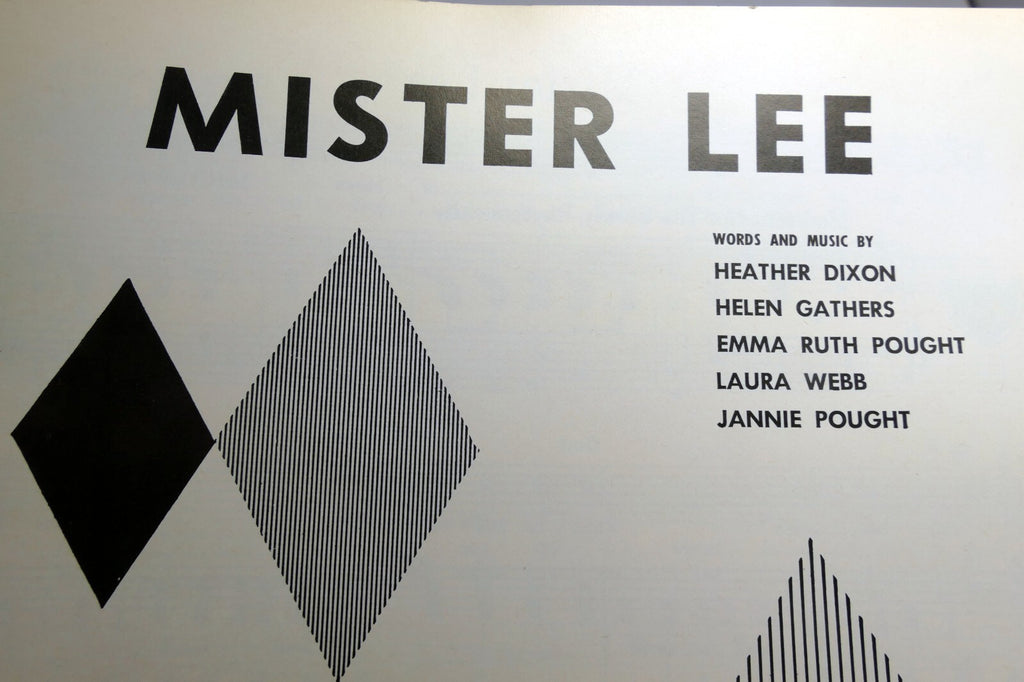 MISTER LEE
WORDS AND MUSIC BY
HEATHER DIXON
HELEN GATHERS
EMMA RUTH POUGHT
LAURA WEBB
JANNIE POUGHT